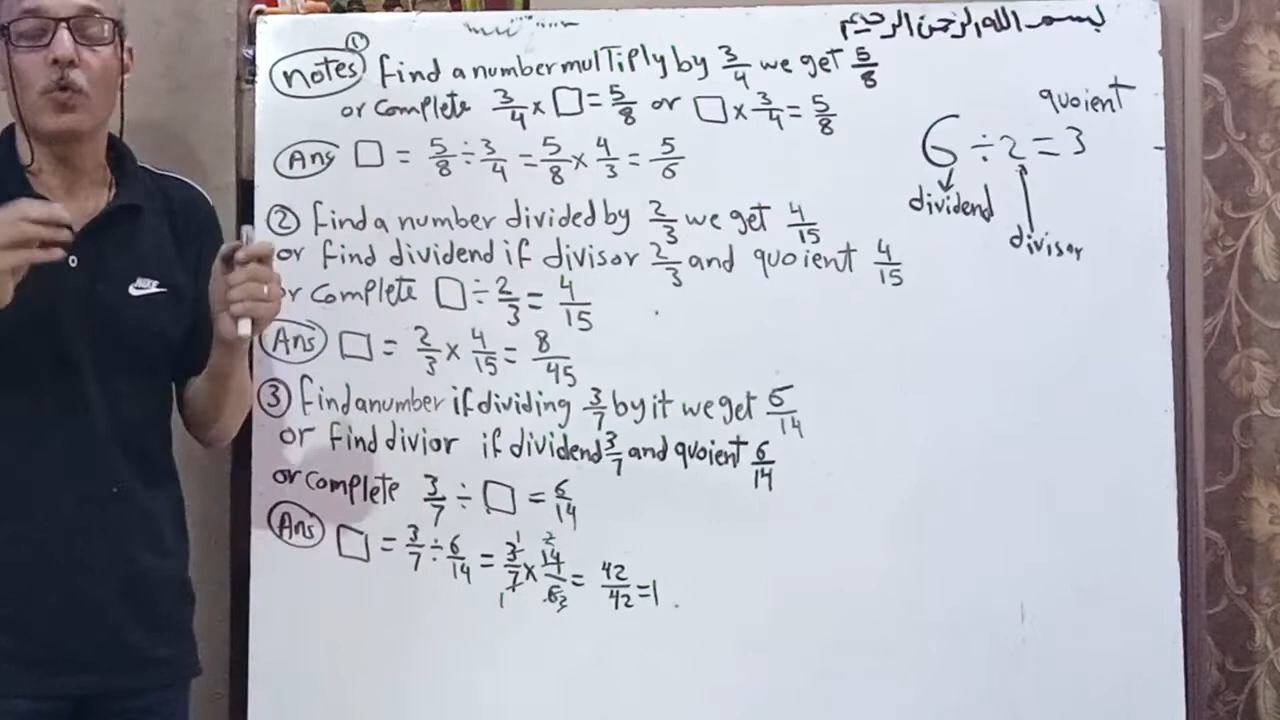 بسم الله الرحمن الرحيم
notes ① find a number multiply by 3/4 we get 5/8
or complete 3/4 × □ = 5/8 or □ × 3/4 = 5/8
Ans □ = 5/8 ÷ 3/4 = 5/8 × 4/3 = 5/6
② find a number divided by 2/3 we get 4/15
or find dividend if divisor 2/3 and quoient 4/15
or complete □ ÷ 2/3 = 4/15
Ans □ = 2/3 × 4/15 = 8/45
③ find a number if dividing 3/7 by it we get 6/14
or find divior if dividend 3/7 and quoient 6/14
or complete 3/7 ÷ □ = 6/14
Ans □ = 3/7 ÷ 6/14 = 3/7 × 14/6 = 42/42 = 1
quoient
6 ÷ 2 = 3
dividend
divisor
NIKE